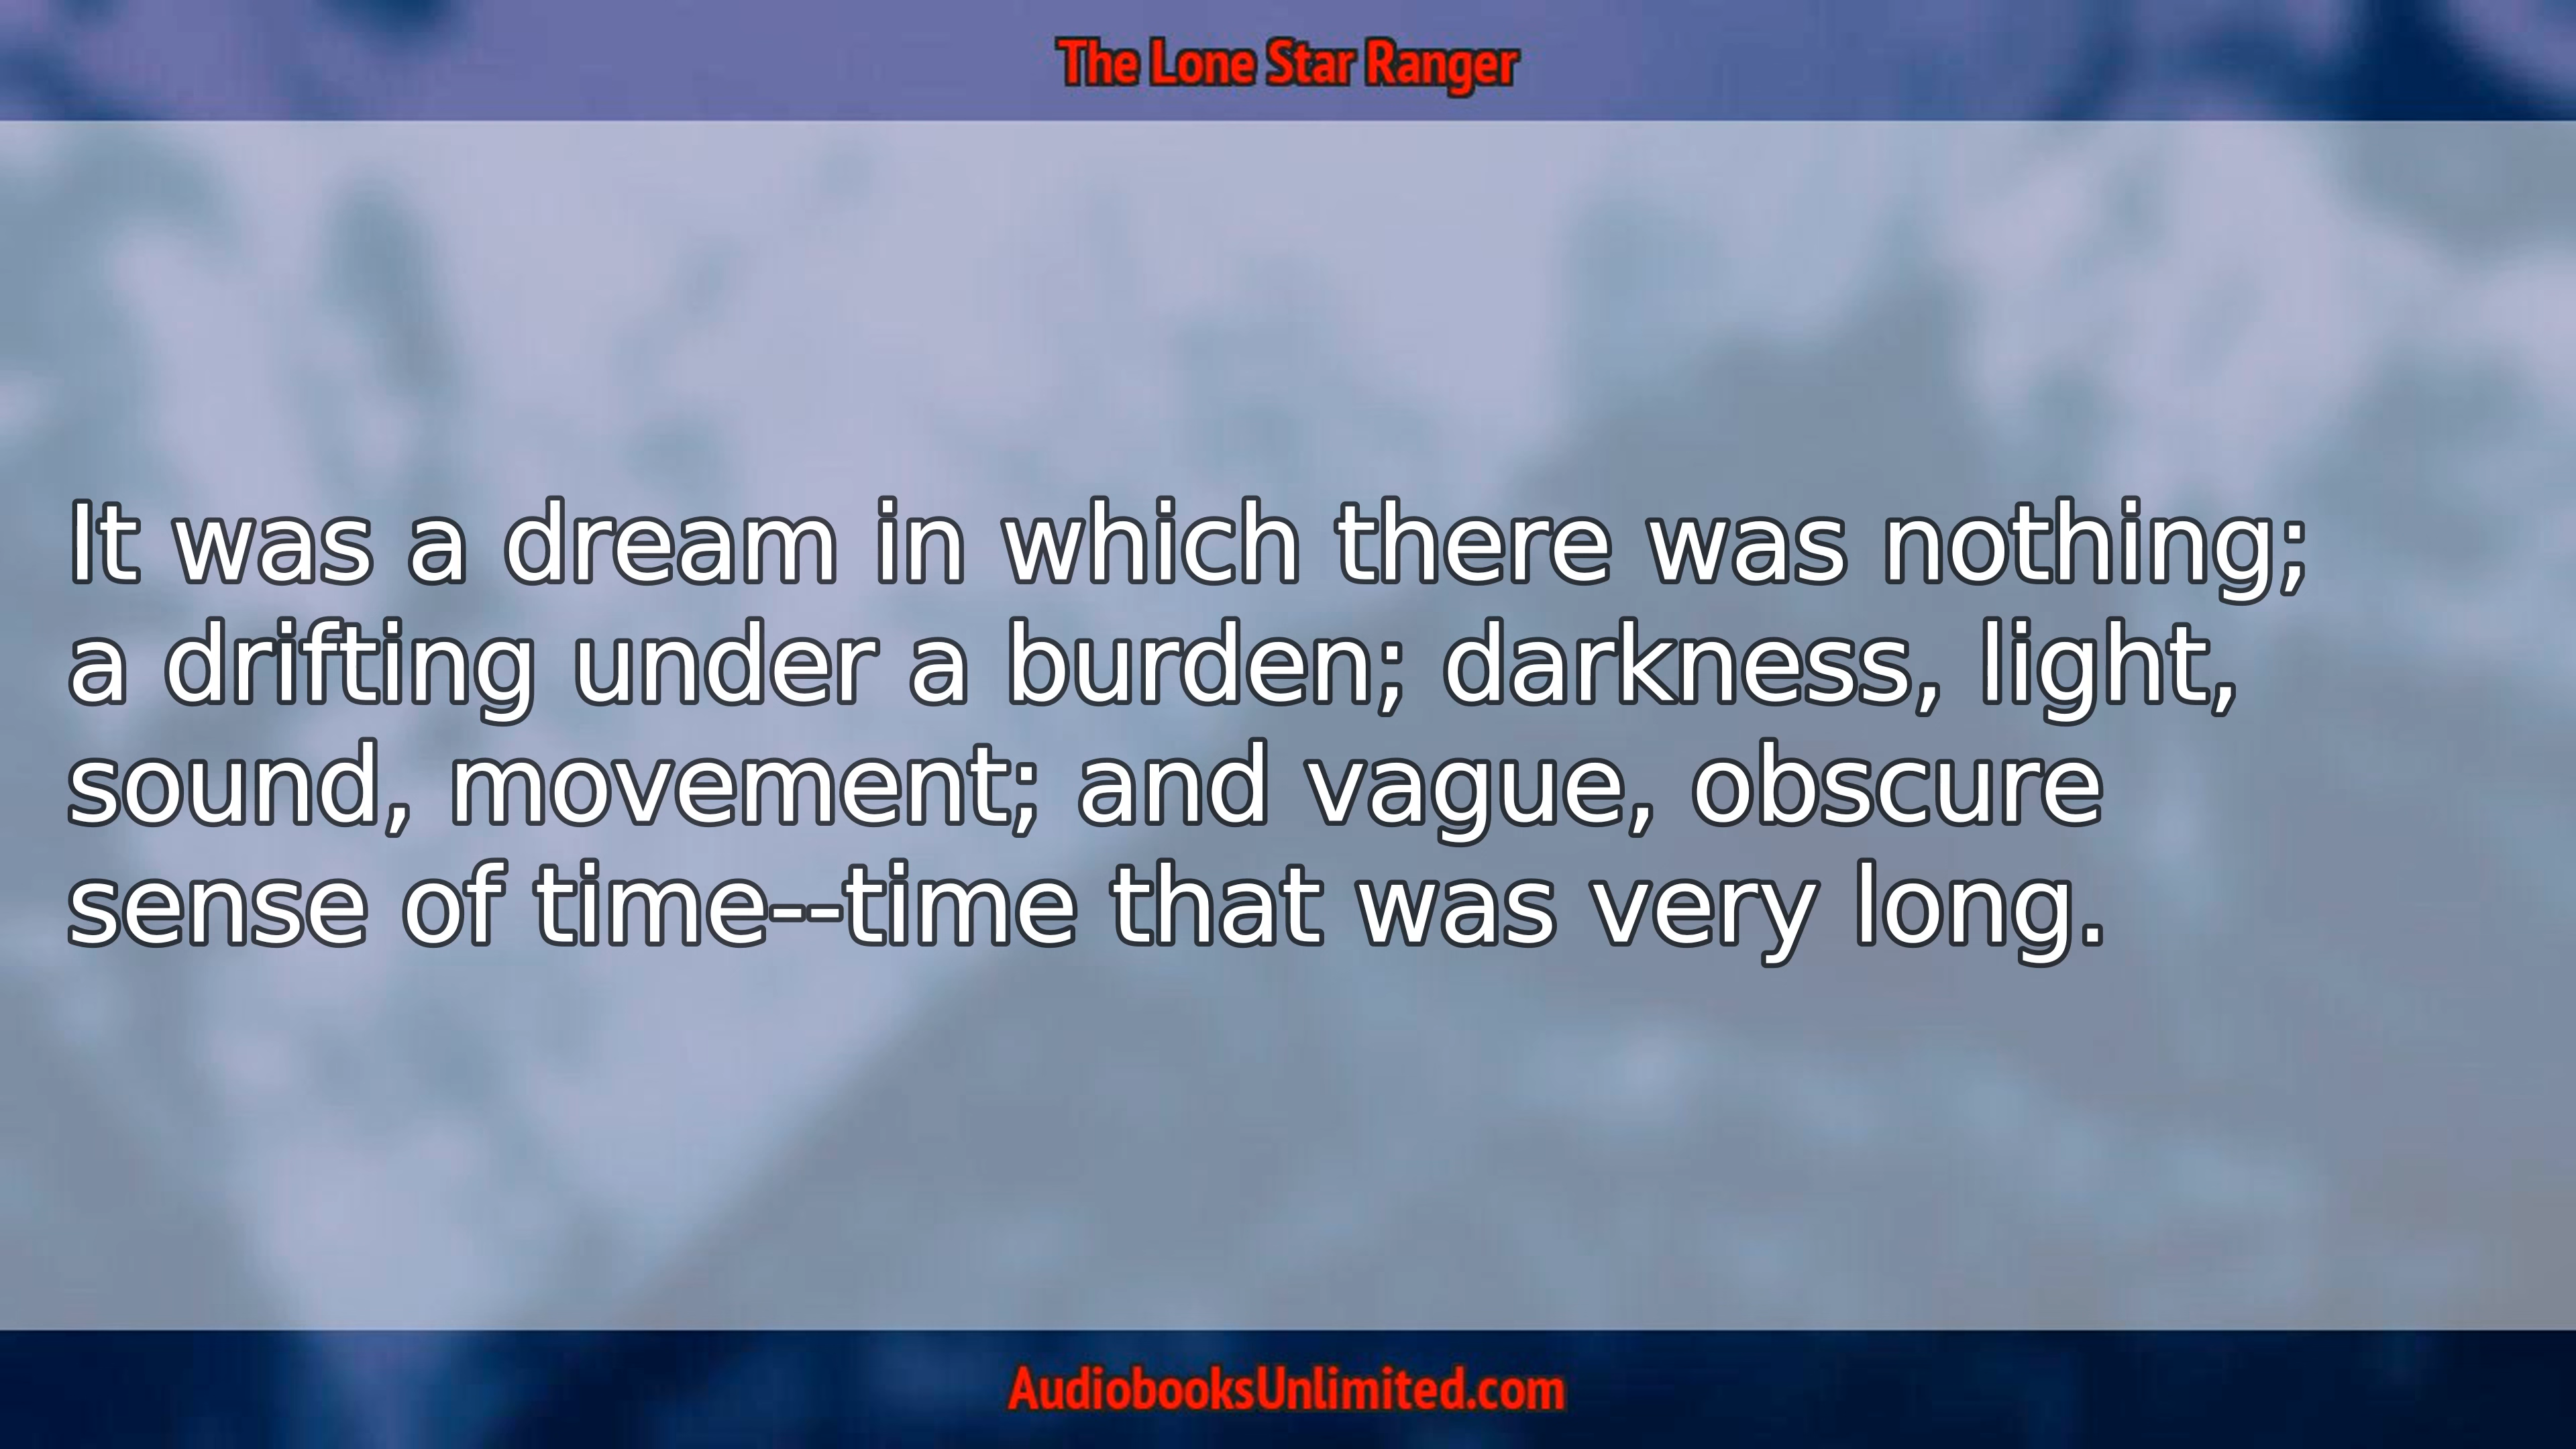 The Lone Star Ranger
It was a dream in which there was nothing;
a drifting under a burden; darkness, light,
sound, movement; and vague, obscure
sense of time--time that was very long.
AudiobooksUnlimited.com